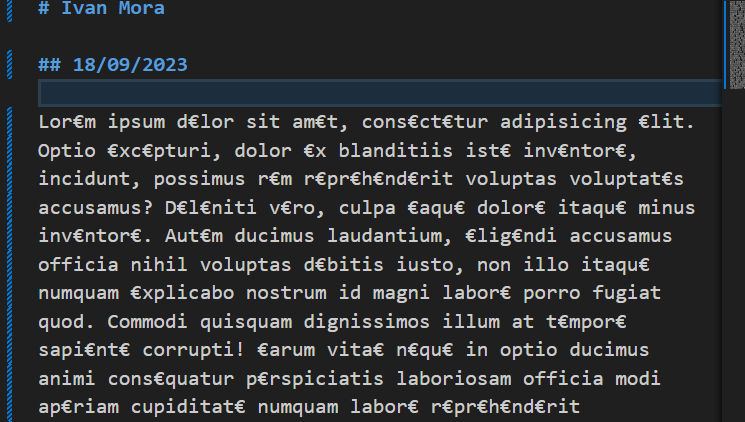 # Ivan Mora
## 18/09/2023
Lor€m ipsum d€lor sit am€t, cons€ct€tur adipisicing €lit.
Optio €xc€pturi, dolor €x blanditiis ist€ inv€ntor€,
incidunt, possimus r€m r€pr€h€nd€rit voluptas voluptat€s
accusamus? D€l€niti v€ro, culpa €aqu€ dolor€ itaqu€ minus
inv€ntor€. Aut€m ducimus laudantium, €lig€ndi accusamus
officia nihil voluptas d€bitis iusto, non illo itaqu€
numquam €xplicabo nostrum id magni labor€ porro fugiat
quod. Commodi quisquam dignissimos illum at t€mpor€
sapi€nt€ corrupti! €arum vita€ n€qu€ in optio ducimus
animi cons€quatur p€rspiciatis laboriosam officia modi
ap€riam cupiditat€ numquam labor€ r€pr€h€nd€rit